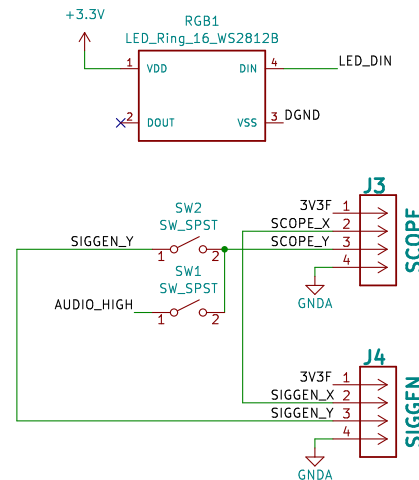 +3.3V
RGB1
LED_Ring_16_WS2812B
1 VDD
DIN 4
LED_DIN
2 DOUT
VSS 3
DGND
SW2
SW_SPST
SIGGEN_Y
1 2
SW1
SW_SPST
AUDIO_HIGH
1 2
J3
3V3F 1
SCOPE_X 2
SCOPE_Y 3
4
GNDA
SCOPE
J4
3V3F 1
SIGGEN_X 2
SIGGEN_Y 3
4
GNDA
SIGGEN